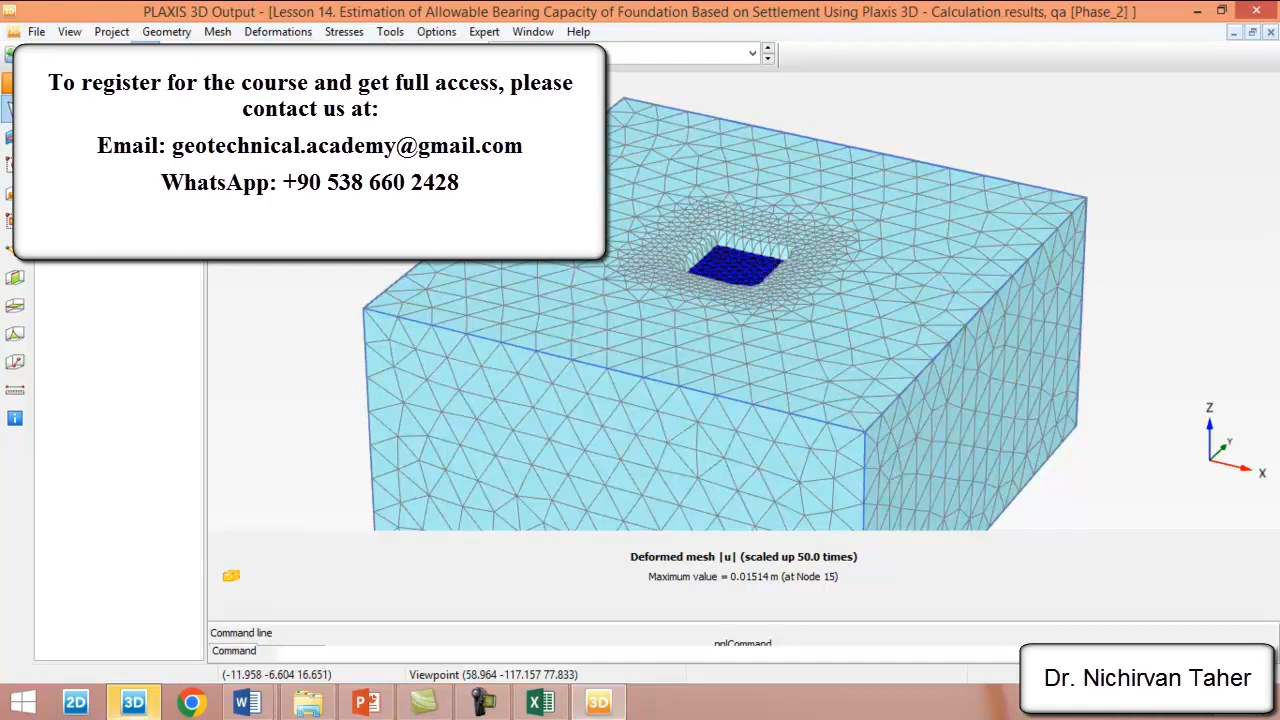 PLAXIS 3D Output - [Lesson 14. Estimation of Allowable Bearing Capacity of Foundation Based on Settlement Using Plaxis 3D - Calculation results, qa [Phase_2] ]
File View Project Geometry Mesh Deformations Stresses Tools Options Expert Window Help
To register for the course and get full access, please
contact us at:
Email: geotechnical.academy@gmail.com
WhatsApp: +90 538 660 2428
Z
Y
X
Deformed mesh |u| (scaled up 50.0 times)
Maximum value = 0.01514 m (at Node 15)
Command line
Command
(-11.958 -6.604 16.651) Viewpoint (58.964 -117.157 77.833)
Dr. Nichirvan Taher
2D 3D